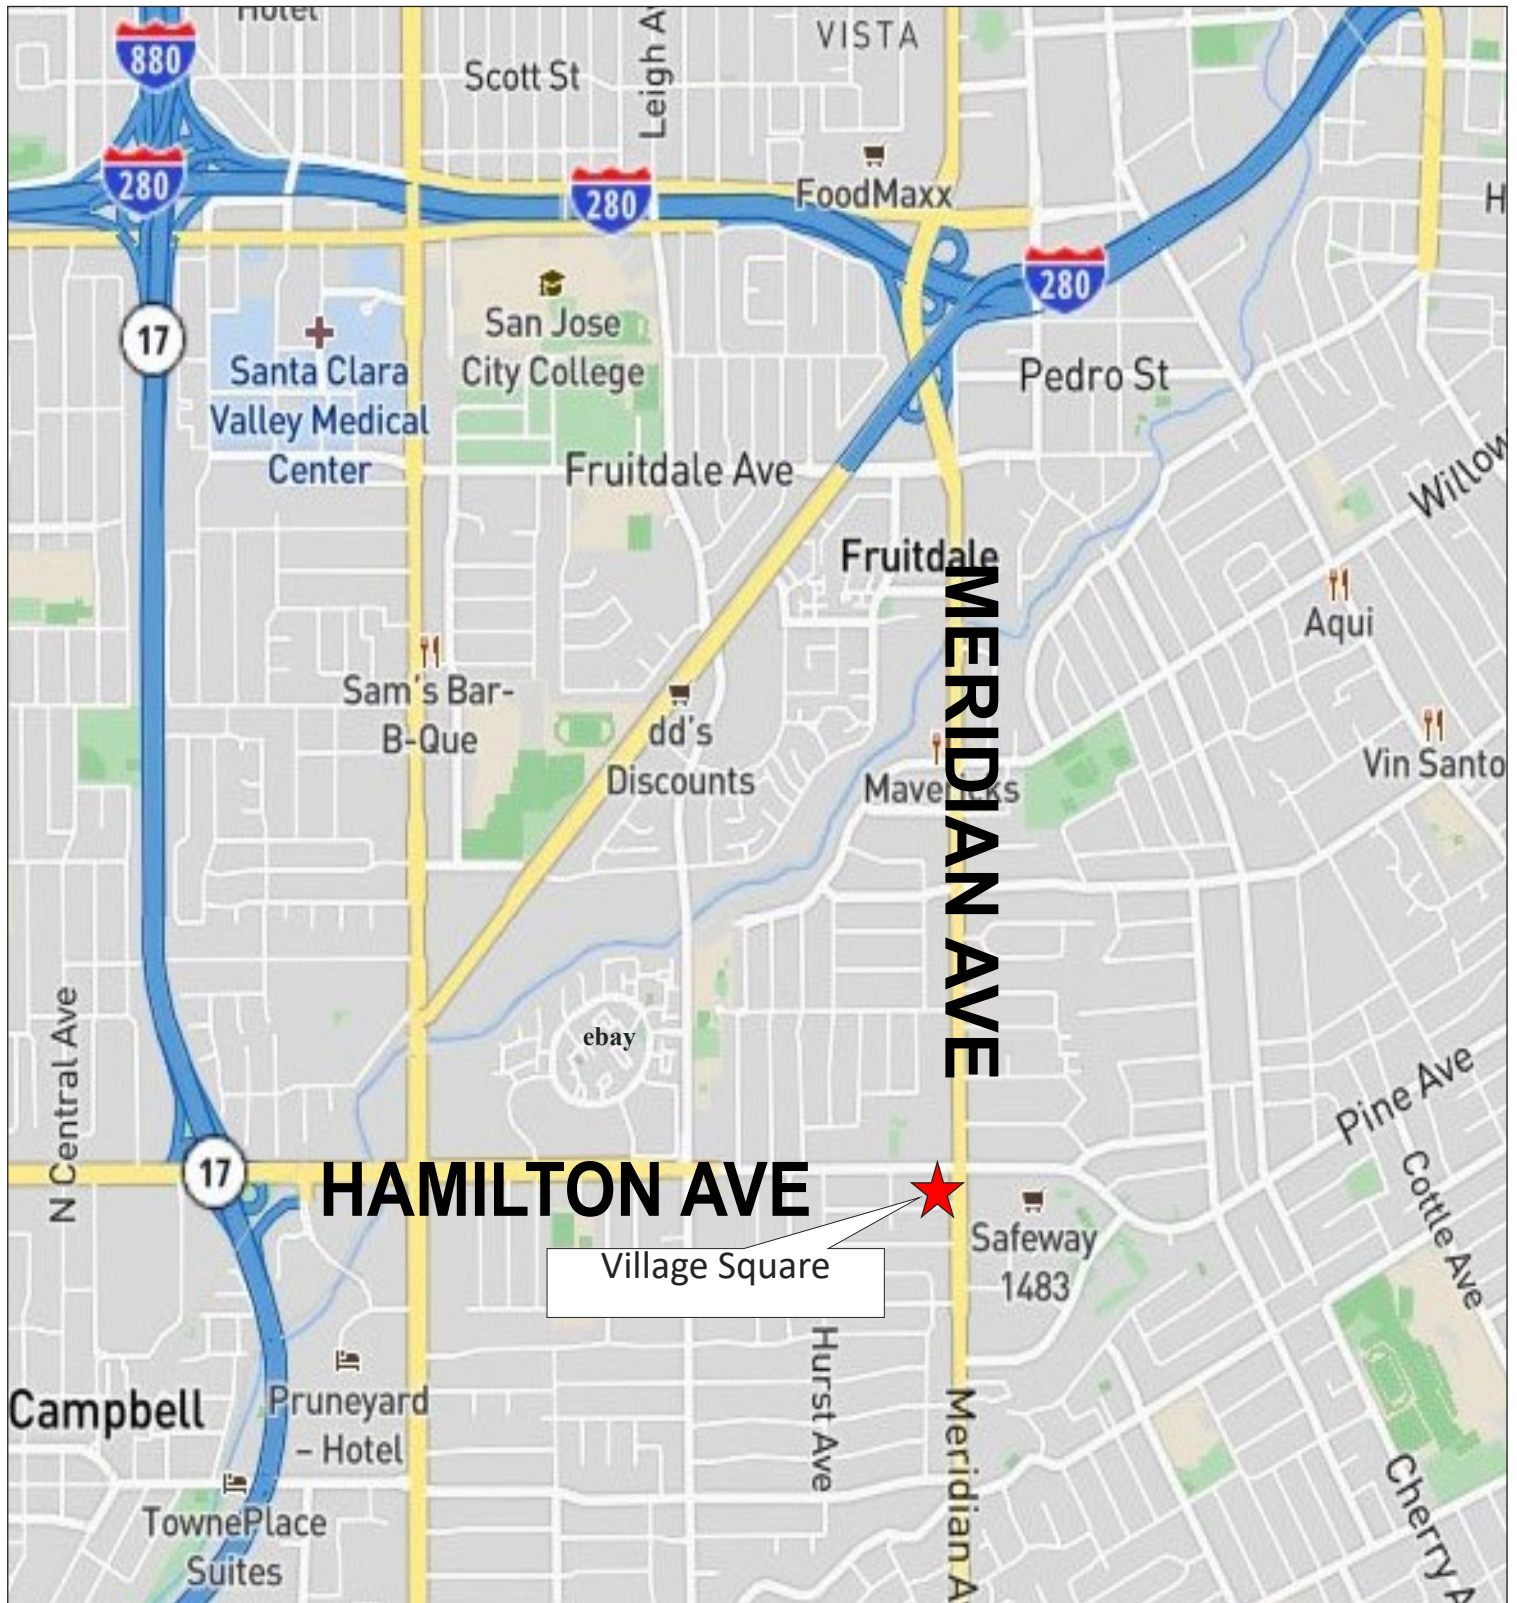 Hotel
880
Scott St
Leigh Av
VISTA
280
280
FoodMaxx
H
280
17
San Jose
City College
Santa Clara
Valley Medical
Center
Pedro St
Fruitdale Ave
Willow
Fruitdale
MERIDIAN AVE
Aqui
Sam's Bar-
B-Que
dd's
Discounts
Mavericks
Vin Santo
ebay
N Central Ave
Pine Ave
17
HAMILTON AVE
Cottle Ave
Village Square
Safeway
1483
Hurst Ave
Campbell
Pruneyard
– Hotel
Meridian Av
Cherry A
TownePlace
Suites